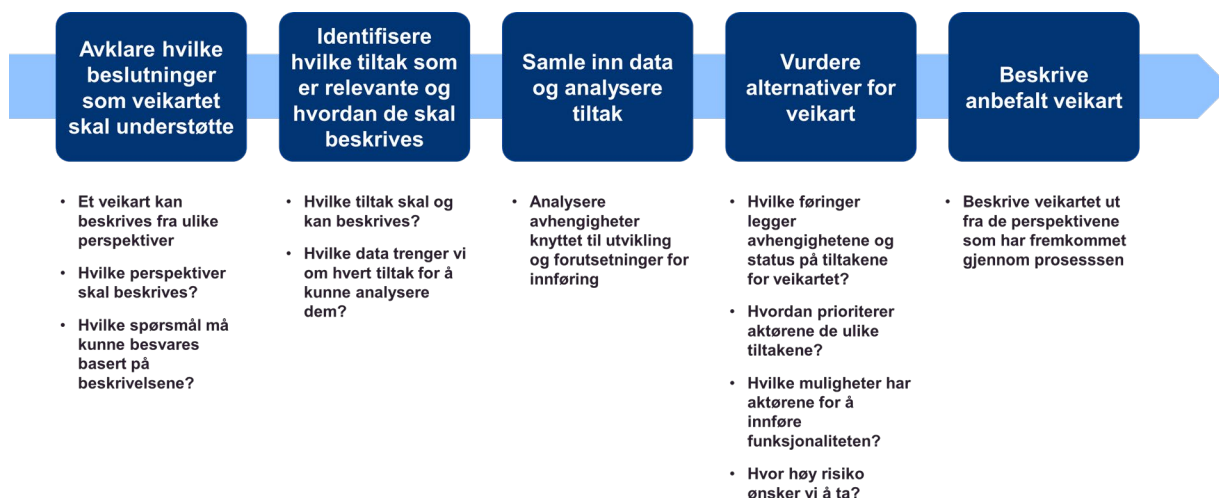 Avklare hvilke
beslutninger
som veikartet
skal understøtte
Identifisere
hvilke tiltak som
er relevante og
hvordan de skal
beskrives
Samle inn data
og analysere
tiltak
Vurdere
alternativer for
veikart
Beskrive
anbefalt veikart
• Et veikart kan
beskrives fra ulike
perspektiver
• Hvilke perspektiver
skal beskrives?
• Hvilke spørsmål må
kunne besvares
basert på
beskrivelsene?
• Hvilke tiltak skal og
kan beskrives?
• Hvilke data trenger vi
om hvert tiltak for å
kunne analysere
dem?
• Analysere
avhengigheter
knyttet til utvikling
og forutsetninger for
innføring
• Hvilke føringer
legger
avhengighetene og
status på tiltakene
for veikartet?
• Hvordan prioriterer
aktørene de ulike
tiltakene?
• Hvilke muligheter har
aktørene for å
innføre
funksjonaliteten?
• Hvor høy risiko
ønsker vi å ta?
• Beskrive veikartet ut
fra de perspektivene
som har fremkommet
gjennom prosesssen